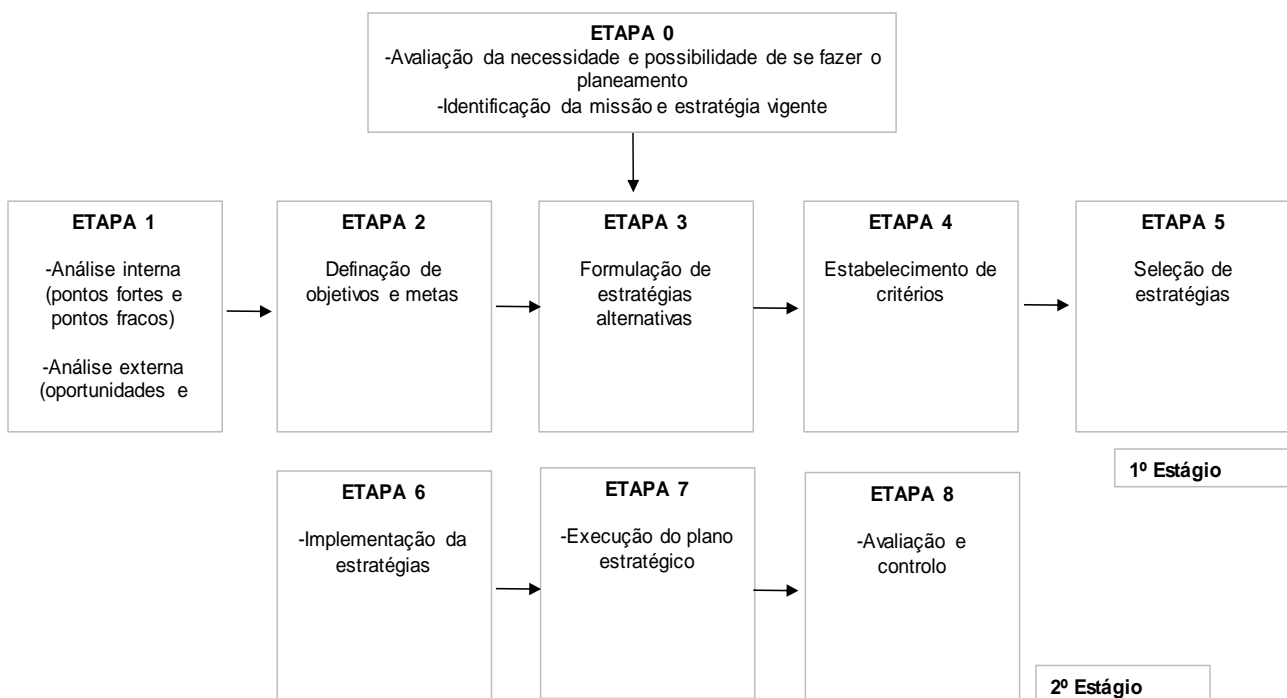 ETAPA 0
-Avaliação da necessidade e possibilidade de se fazer o
planeamento
-Identificação da missão e estratégia vigente
ETAPA 1
-Análise interna
(pontos fortes e
pontos fracos)
-Análise externa
(oportunidades e
ETAPA 2
Definação de
objetivos e metas
ETAPA 3
Formulação de
estratégias
alternativas
ETAPA 4
Estabelecimento de
critérios
ETAPA 5
Seleção de
estratégias
1º Estágio
ETAPA 6
-Implementação da
estratégias
ETAPA 7
-Execução do plano
estratégico
ETAPA 8
-Avaliação e
controlo
2º Estágio